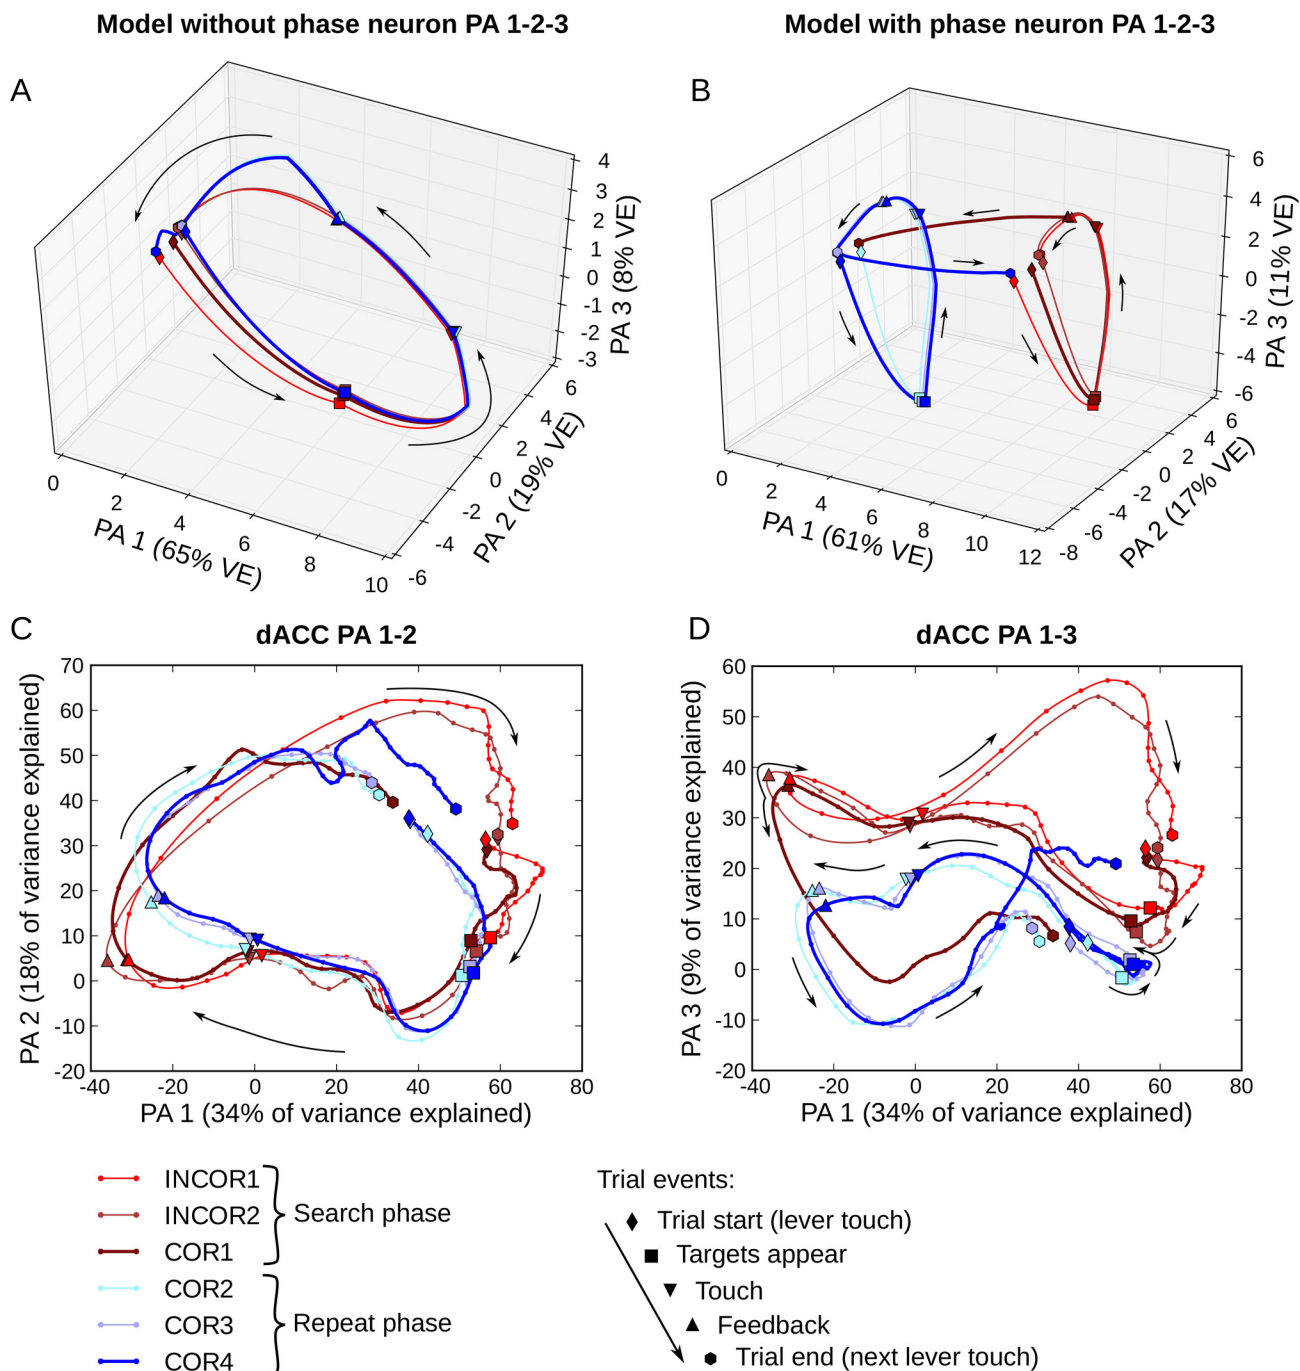 Model without phase neuron PA 1-2-3
Model with phase neuron PA 1-2-3
A
4
3
2
1
0
-1
-2
-3
PA 3 (8% VE)
6
4
2
0
-2
-4
-6
PA 2 (19% VE)
0
2
4
6
8
10
PA 1 (65% VE)
B
6
4
2
0
-2
-4
-6
PA 3 (11% VE)
6
4
2
0
-2
-4
-6
-8
PA 2 (17% VE)
0
2
4
6
8
10
12
PA 1 (61% VE)
C
dACC PA 1-2
70
60
50
40
30
20
10
0
-10
-20
PA 2 (18% of variance explained)
-40
-20
0
20
40
60
80
PA 1 (34% of variance explained)
D
dACC PA 1-3
60
50
40
30
20
10
0
-10
-20
PA 3 (9% of variance explained)
-40
-20
0
20
40
60
80
PA 1 (34% of variance explained)
INCOR1
INCOR2
COR1
Search phase
COR2
COR3
COR4
Repeat phase
Trial events:
Trial start (lever touch)
Targets appear
Touch
Feedback
Trial end (next lever touch)